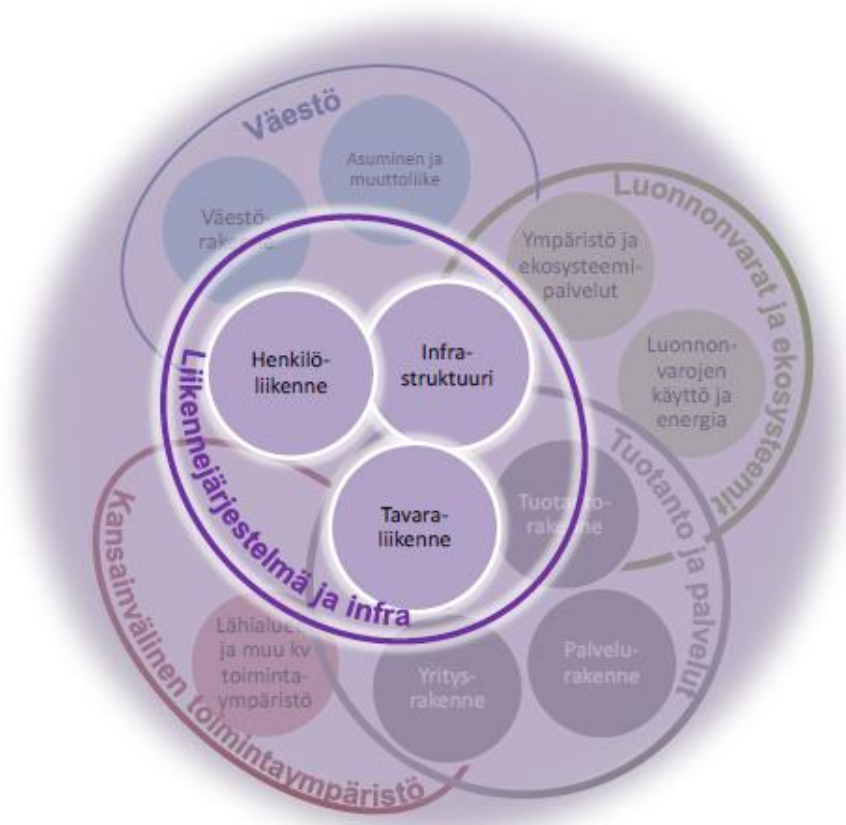 Väestö
Asuminen ja
muuttoliike
Väestö-
Luonnonvarat ja ekosysteemit
Ympäristö ja
ekosysteemi-
palvelut
Luonnon-
varojen
käyttö ja
energia
Henkilö-
liikenne
Infra-
struktuuri
Tavara-
liikenne
Liikennejärjestelmä ja infra
Tuotanto-
rakenne
Tuotanto ja palvelut
Palvelu-
rakenne
Yritys-
rakenne
Kansainvälinen toimintaympäristö
ja muu kv
toiminta-
ympäristö